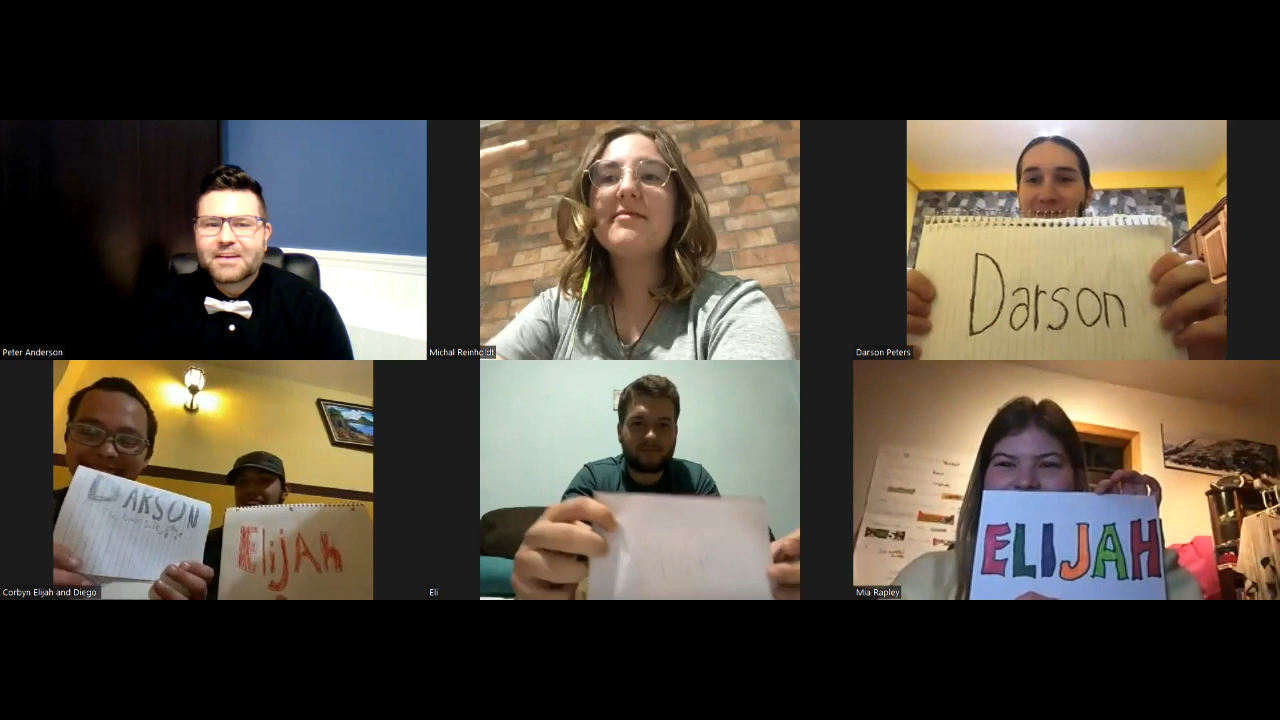 Darson
Peter Anderson
Michal Reinholdt
Darson Peters
DARSON
Elijah
ELIJAH
Corbyn Elijah and Diego
Eli
Mia Rapley